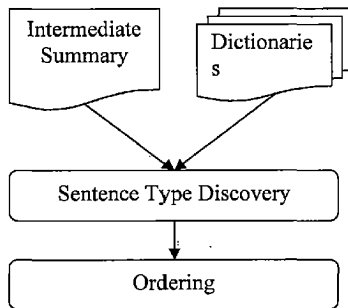 Intermediate
Summary
Dictionarie
s
Sentence Type Discovery
Ordering